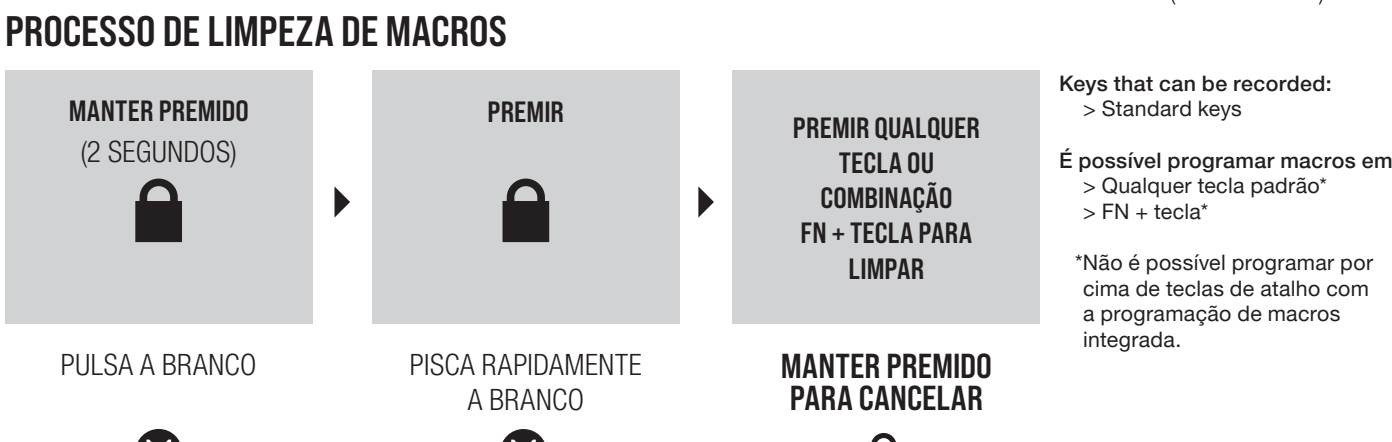 PROCESSO DE LIMPEZA DE MACROS
MANTER PREMIDO
(2 SEGUNDOS)
PULSA A BRANCO
PREMIR
PISCA RAPIDAMENTE
A BRANCO
PREMIR QUALQUER
TECLA OU
COMBINAÇÃO
FN + TECLA PARA
LIMPAR
MANTER PREMIDO
PARA CANCELAR
Keys that can be recorded:
> Standard keys
É possível programar macros em
> Qualquer tecla padrão*
> FN + tecla*
*Não é possível programar por
cima de teclas de atalho com
a programação de macros
integrada.